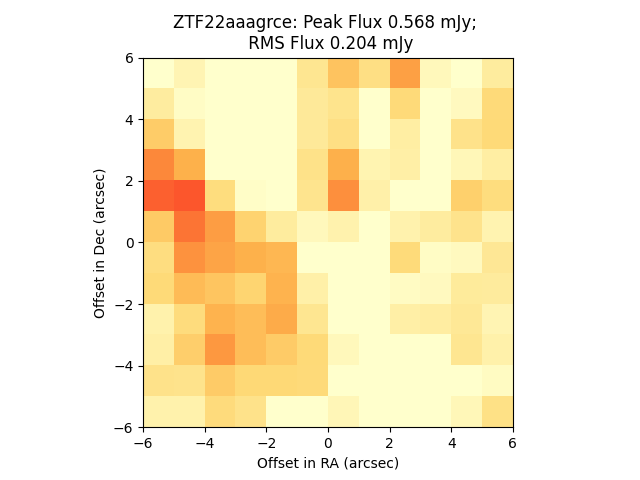 ZTF22aaagrce: Peak Flux 0.568 mJy;
RMS Flux 0.204 mJy
6
4
2
0
−2
−4
−6
Offset in Dec (arcsec)
−6 −4 −2 0 2 4 6
Offset in RA (arcsec)